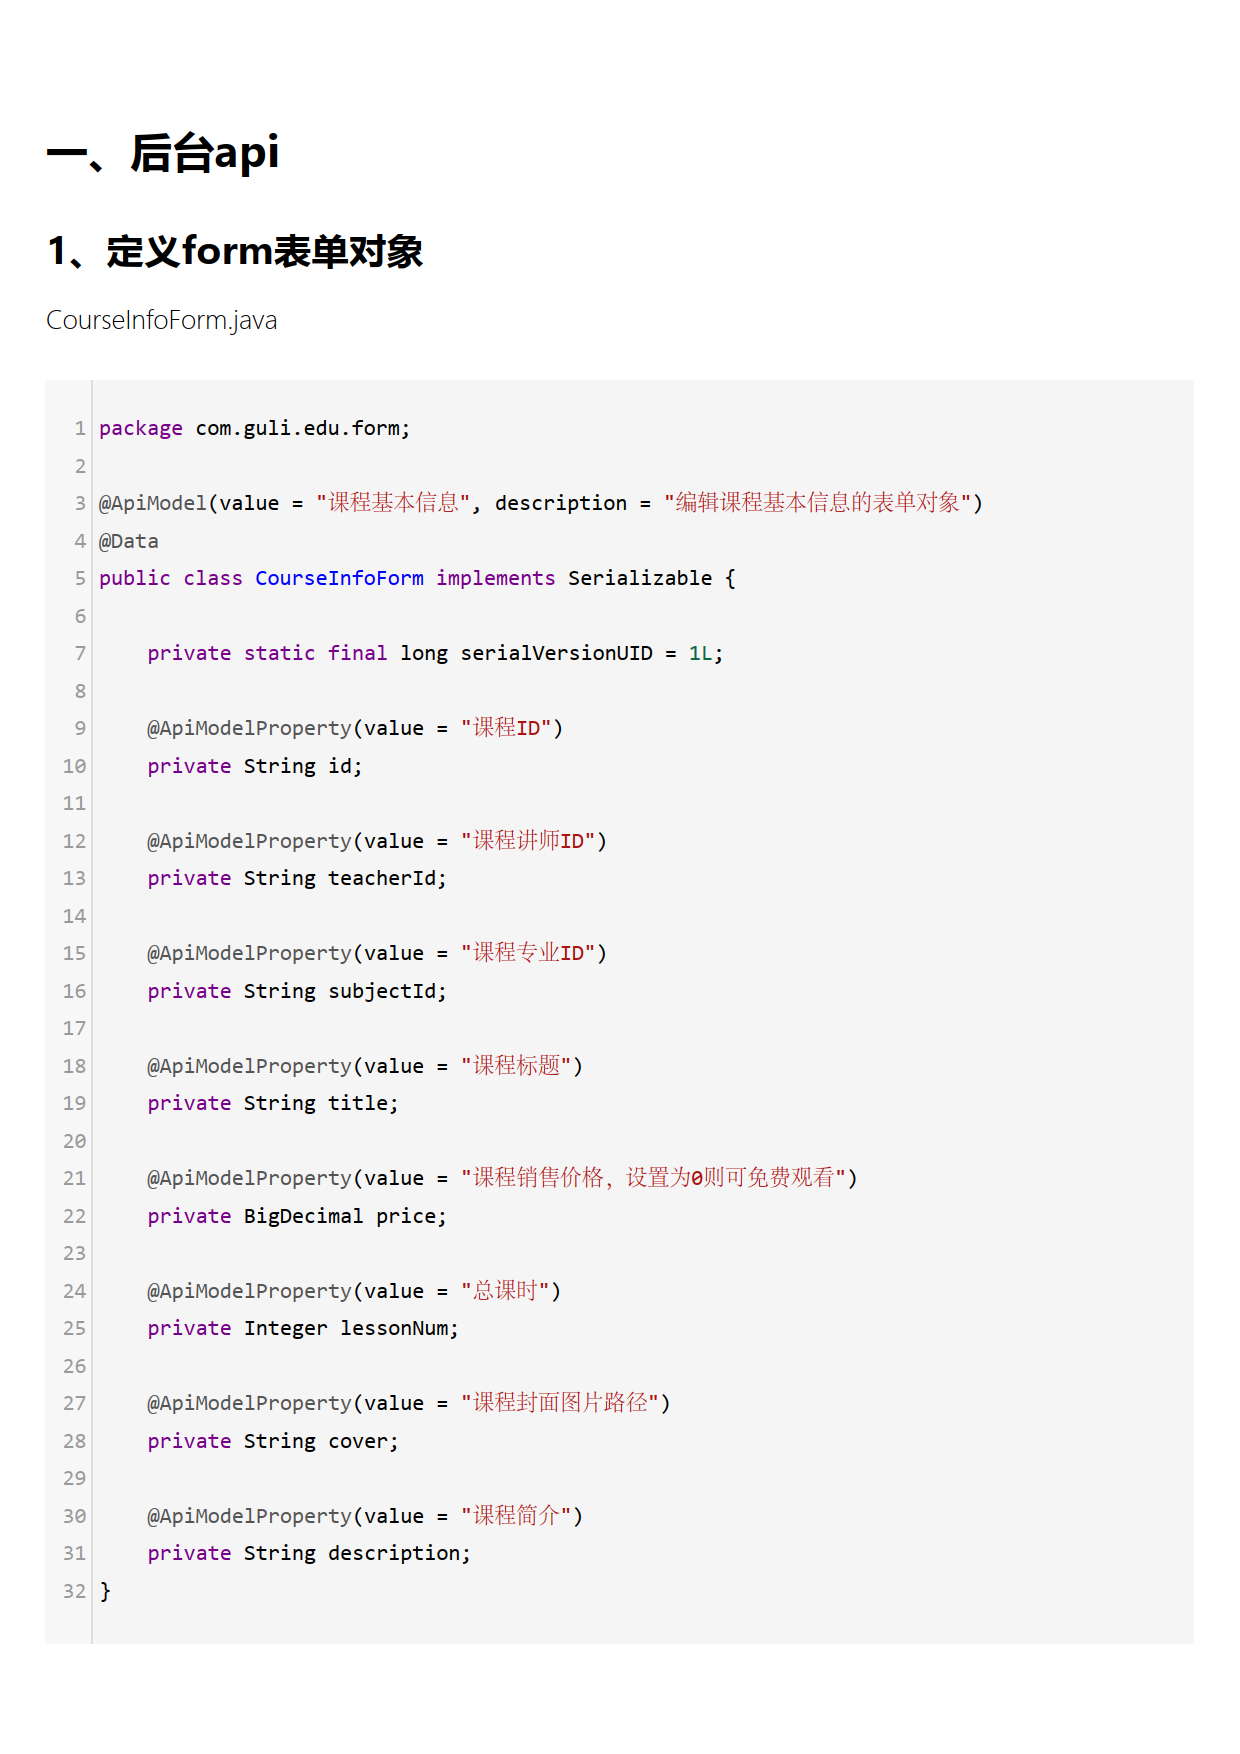 一、后台api
1、定义form表单对象
CourseInfoForm.java
1 package com.guli.edu.form;
2
3 @ApiModel(value = "课程基本信息", description = "编辑课程基本信息的表单对象")
4 @Data
5 public class CourseInfoForm implements Serializable {
6
7     private static final long serialVersionUID = 1L;
8
9     @ApiModelProperty(value = "课程ID")
10     private String id;
11
12     @ApiModelProperty(value = "课程讲师ID")
13     private String teacherId;
14
15     @ApiModelProperty(value = "课程专业ID")
16     private String subjectId;
17
18     @ApiModelProperty(value = "课程标题")
19     private String title;
20
21     @ApiModelProperty(value = "课程销售价格，设置为0则可免费观看")
22     private BigDecimal price;
23
24     @ApiModelProperty(value = "总课时")
25     private Integer lessonNum;
26
27     @ApiModelProperty(value = "课程封面图片路径")
28     private String cover;
29
30     @ApiModelProperty(value = "课程简介")
31     private String description;
32 }